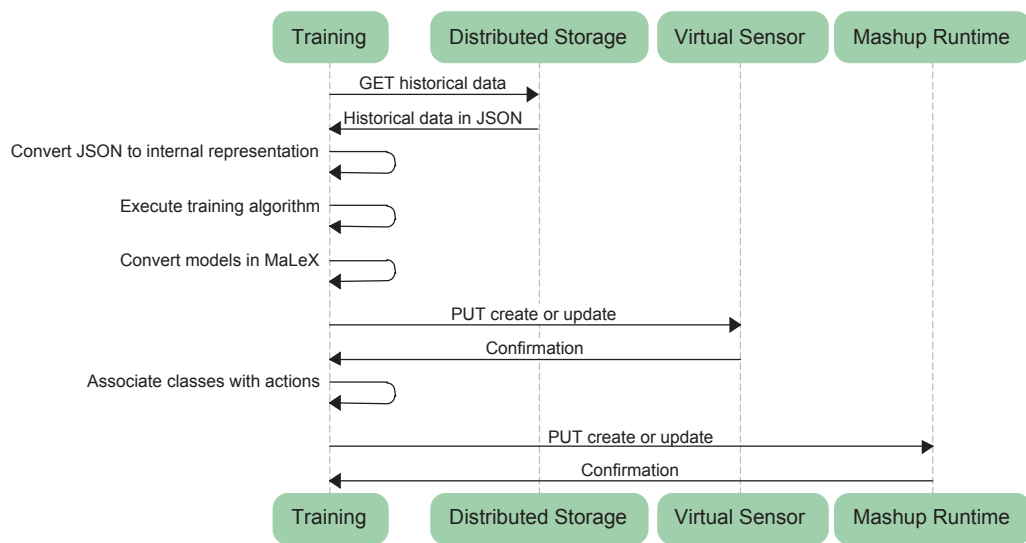 Training
Distributed Storage
Virtual Sensor
Mashup Runtime
GET historical data
Historical data in JSON
Convert JSON to internal representation
Execute training algorithm
Convert models in MaLeX
PUT create or update
Confirmation
Associate classes with actions
PUT create or update
Confirmation
Training
Distributed Storage
Virtual Sensor
Mashup Runtime